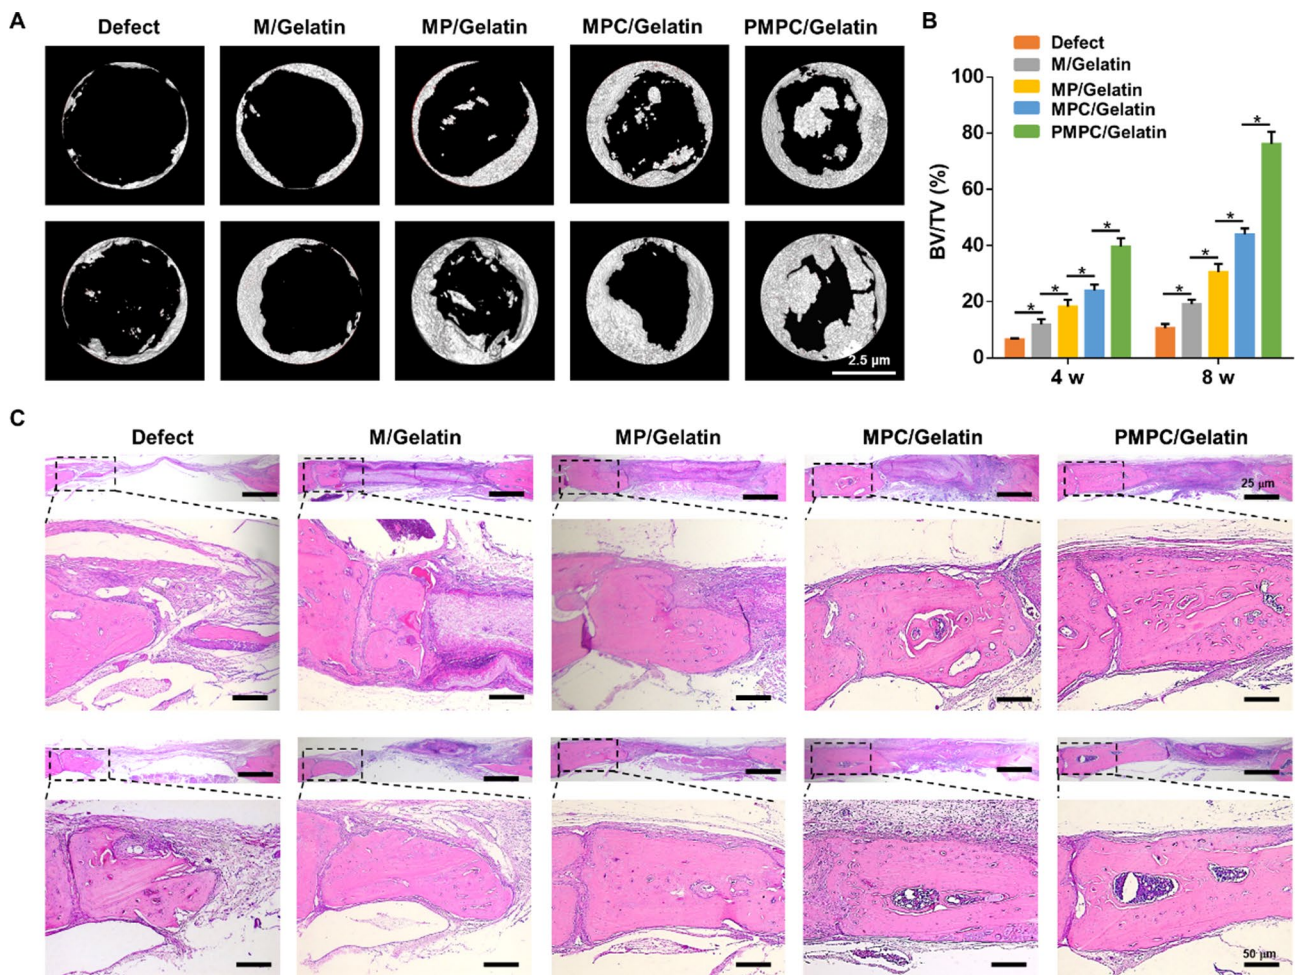 A
Defect M/Gelatin MP/Gelatin MPC/Gelatin PMPC/Gelatin
2.5 µm
B
Defect
M/Gelatin
MP/Gelatin
MPC/Gelatin
PMPC/Gelatin
BV/TV (%)
100
80
60
40
20
0
* * * * * * * *
4 w 8 w
C
Defect M/Gelatin MP/Gelatin MPC/Gelatin PMPC/Gelatin
25 µm
50 µm